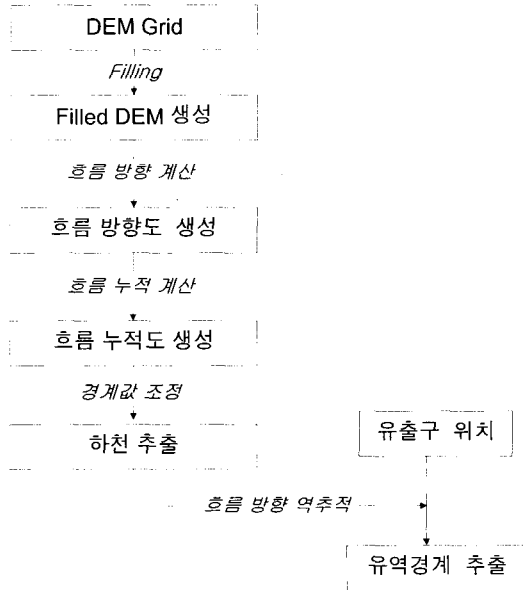 DEM Grid
Filling
Filled DEM 생성
흐름 방향 계산
흐름 방향도 생성
흐름 누적 계산
흐름 누적도 생성
경계값 조정
하천 추출
유출구 위치
흐름 방향 역추적
유역경계 추출